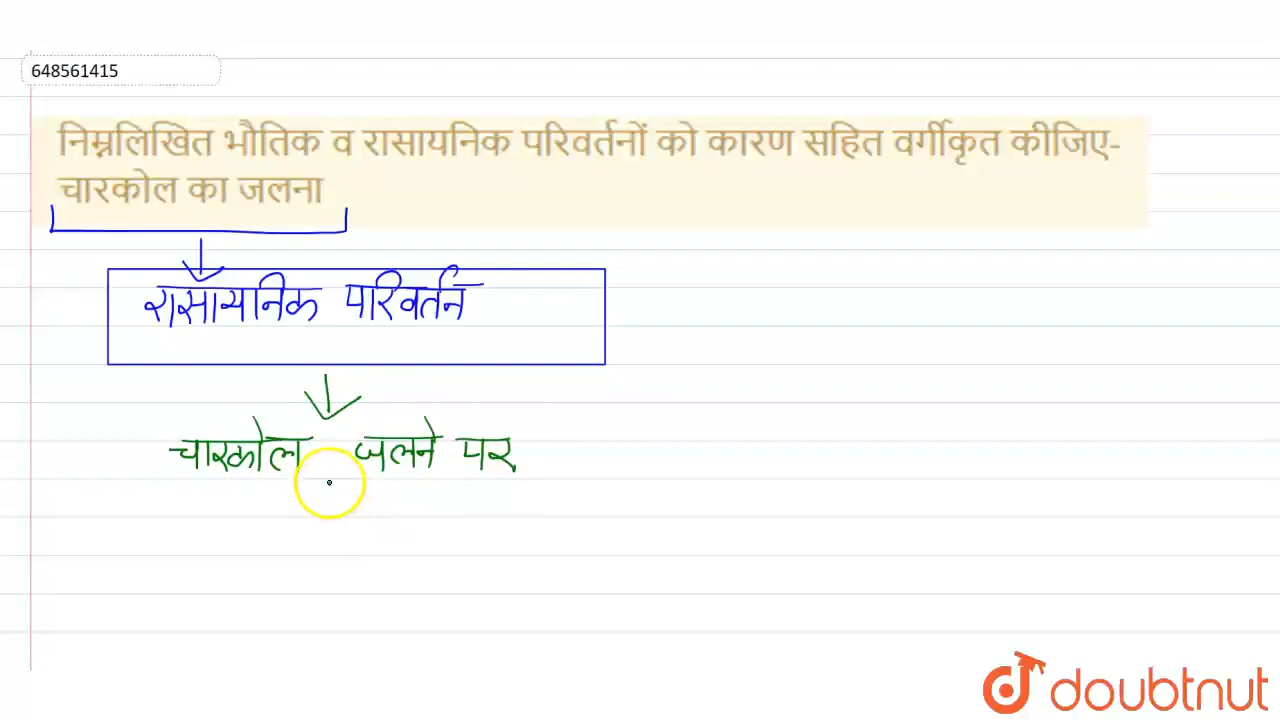 648561415
निम्नलिखित भौतिक व रासायनिक परिवर्तनों को कारण सहित वर्गीकृत कीजिए-
चारकोल का जलना
रासायनिक परिवर्तन
चारकोल जलने पर
doubtnut